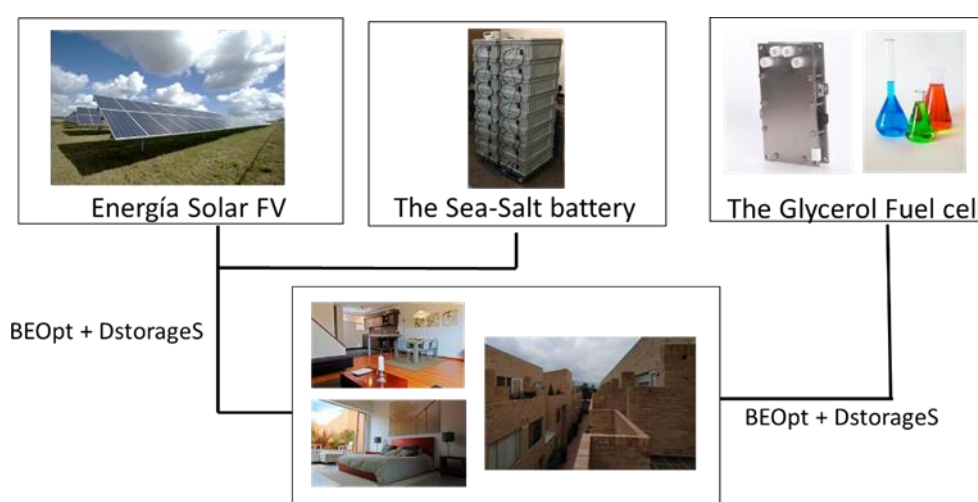 Energía Solar FV
The Sea-Salt battery
The Glycerol Fuel cel
BEOpt + DstorageS
BEOpt + DstorageS